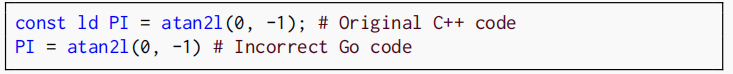 const ld PI = atan2l(0, -1); # Original C++ code
PI = atan2l(0, -1) # Incorrect Go code